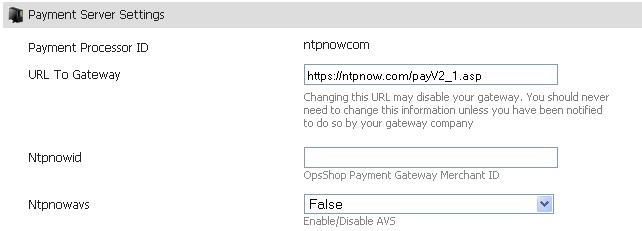 Payment Server Settings
Payment Processor ID
ntpnowcom
URL To Gateway
https://ntpnow.com/payV2_1.asp
Changing this URL may disable your gateway. You should never
need to change this information unless you have been notified
to do so by your gateway company
Ntpnowid
OpsShop Payment Gateway Merchant ID
Ntpnowavs
False
Enable/Disable AVS